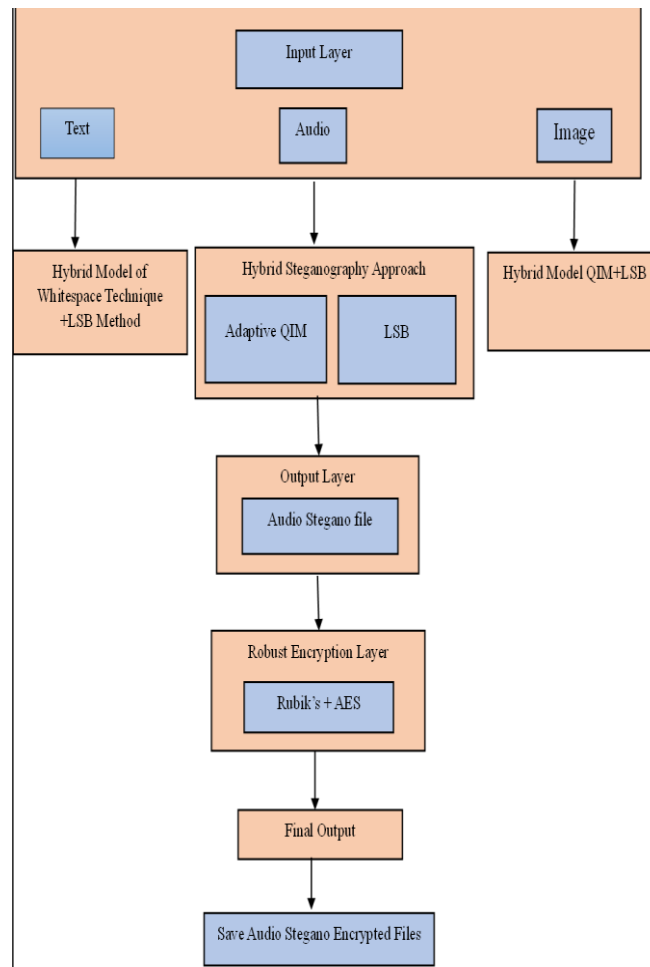 Input Layer
Text
Audio
Image
Hybrid Model of
Whitespace Technique
+LSB Method
Hybrid Steganography Approach
Adaptive QIM
LSB
Hybrid Model QIM+LSB
Output Layer
Audio Stegano file
Robust Encryption Layer
Rubik's + AES
Final Output
Save Audio Stegano Encrypted Files